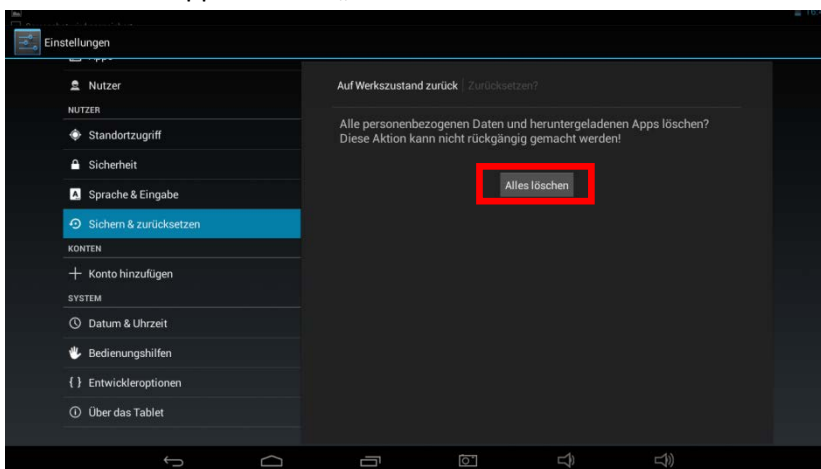 Einstellungen
Nutzer
NUTZER
Standortzugriff
Sicherheit
Sprache & Eingabe
Sichern & zurücksetzen
KONTEN
Konto hinzufügen
SYSTEM
Datum & Uhrzeit
Bedienungshilfen
Entwickleroptionen
Über das Tablet
Auf Werkszustand zurück Zurücksetzen?
Alle personenbezogenen Daten und heruntergeladenen Apps löschen?
Diese Aktion kann nicht rückgängig gemacht werden!
Alles löschen